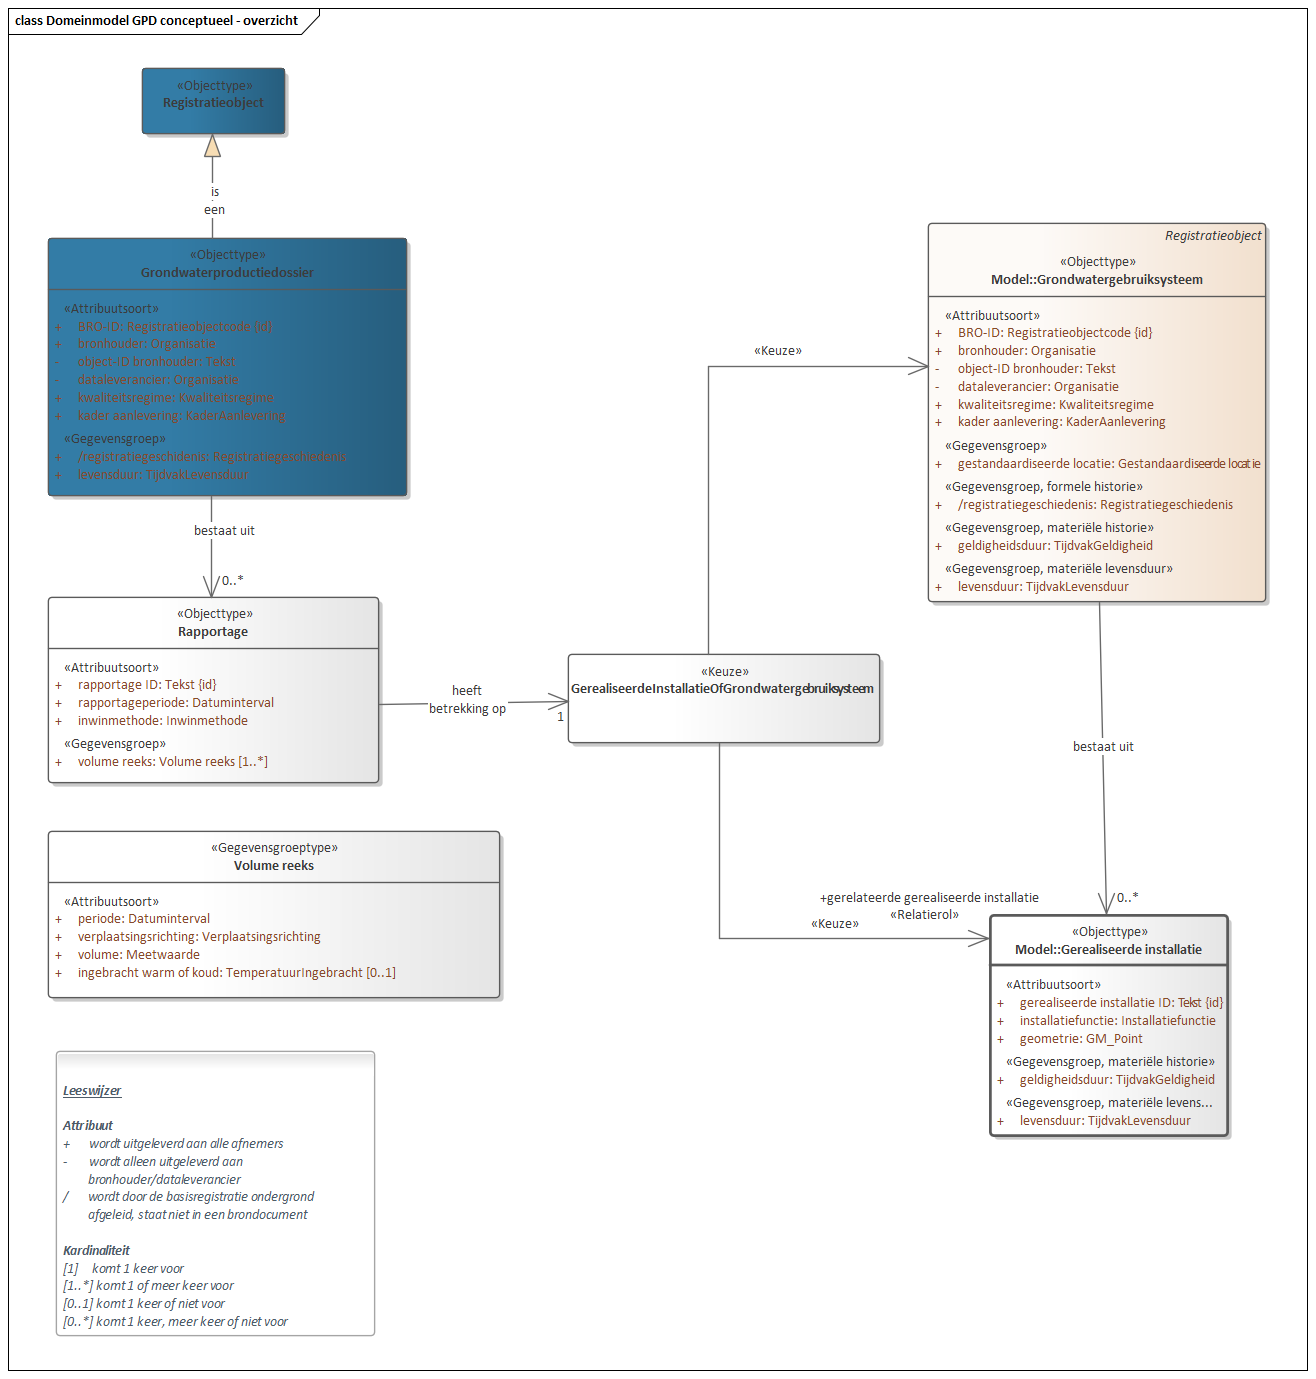 class Domeinmodel GPD conceptueel - overzicht
«Objecttype»
Registratieobject
is
een
«Objecttype»
Grondwaterproductiedossier
«Attribuutsoort»
+ BRO-ID: Registratieobjectcode {id}
+ bronhouder: Organisatie
- object-ID bronhouder: Tekst
- dataleverancier: Organisatie
+ kwaliteitsregime: Kwaliteitsregime
+ kader aanlevering: KaderAanlevering
«Gegevensgroep»
+ /registratiegeschidenis: Registratiegeschiedenis
+ levensduur: TijdvakLevensduur
bestaat uit
0..*
«Objecttype»
Rapportage
«Attribuutsoort»
+ rapportage ID: Tekst {id}
+ rapportageperiode: Datuminterval
+ inwinmethode: Inwinmethode
«Gegevensgroep»
+ volume reeks: Volume reeks [1..*]
heeft
betrekking op
1
«Keuze»
GerealiseerdeInstallatieOfGrondwatergebruiksysteem
«Keuze»
Registratieobject
«Objecttype»
Model::Grondwatergebruiksysteem
«Attribuutsoort»
+ BRO-ID: Registratieobjectcode {id}
+ bronhouder: Organisatie
- object-ID bronhouder: Tekst
- dataleverancier: Organisatie
+ kwaliteitsregime: Kwaliteitsregime
+ kader aanlevering: KaderAanlevering
«Gegevensgroep»
+ gestandaardiseerde locatie: Gestandaardiseerde locatie
«Gegevensgroep, formele historie»
+ /registratiegeschiedenis: Registratiegeschiedenis
«Gegevensgroep, materiële historie»
+ geldigheidsduur: TijdvakGeldigheid
«Gegevensgroep, materiële levensduur»
+ levensduur: TijdvakLevensduur
bestaat uit
0..*
+gerelateerde gerealiseerde installatie
«Relatierol»
«Keuze»
«Objecttype»
Model::Gerealiseerde installatie
«Attribuutsoort»
+ gerealiseerde installatie ID: Tekst {id}
+ installatiefunctie: Installatiefunctie
+ geometrie: GM_Point
«Gegevensgroep, materiële historie»
+ geldigheidsduur: TijdvakGeldigheid
«Gegevensgroep, materiële levens...
+ levensduur: TijdvakLevensduur
«Gegevensgroeptype»
Volume reeks
«Attribuutsoort»
+ periode: Datuminterval
+ verplaatsingsrichting: Verplaatsingsrichting
+ volume: Meetwaarde
+ ingebracht warm of koud: TemperatuurIngebracht [0..1]
Leeswijzer
Attribuut
+ wordt uitgeleverd aan alle afnemers
- wordt alleen uitgeleverd aan
bronhouder/dataleverancier
/ wordt door de basisregistratie ondergrond
afgeleid, staat niet in een brondocument
Kardinaliteit
[1] komt 1 keer voor
[1..*] komt 1 of meer keer voor
[0..1] komt 1 keer of niet voor
[0..*] komt 1 keer, meer keer of niet voor